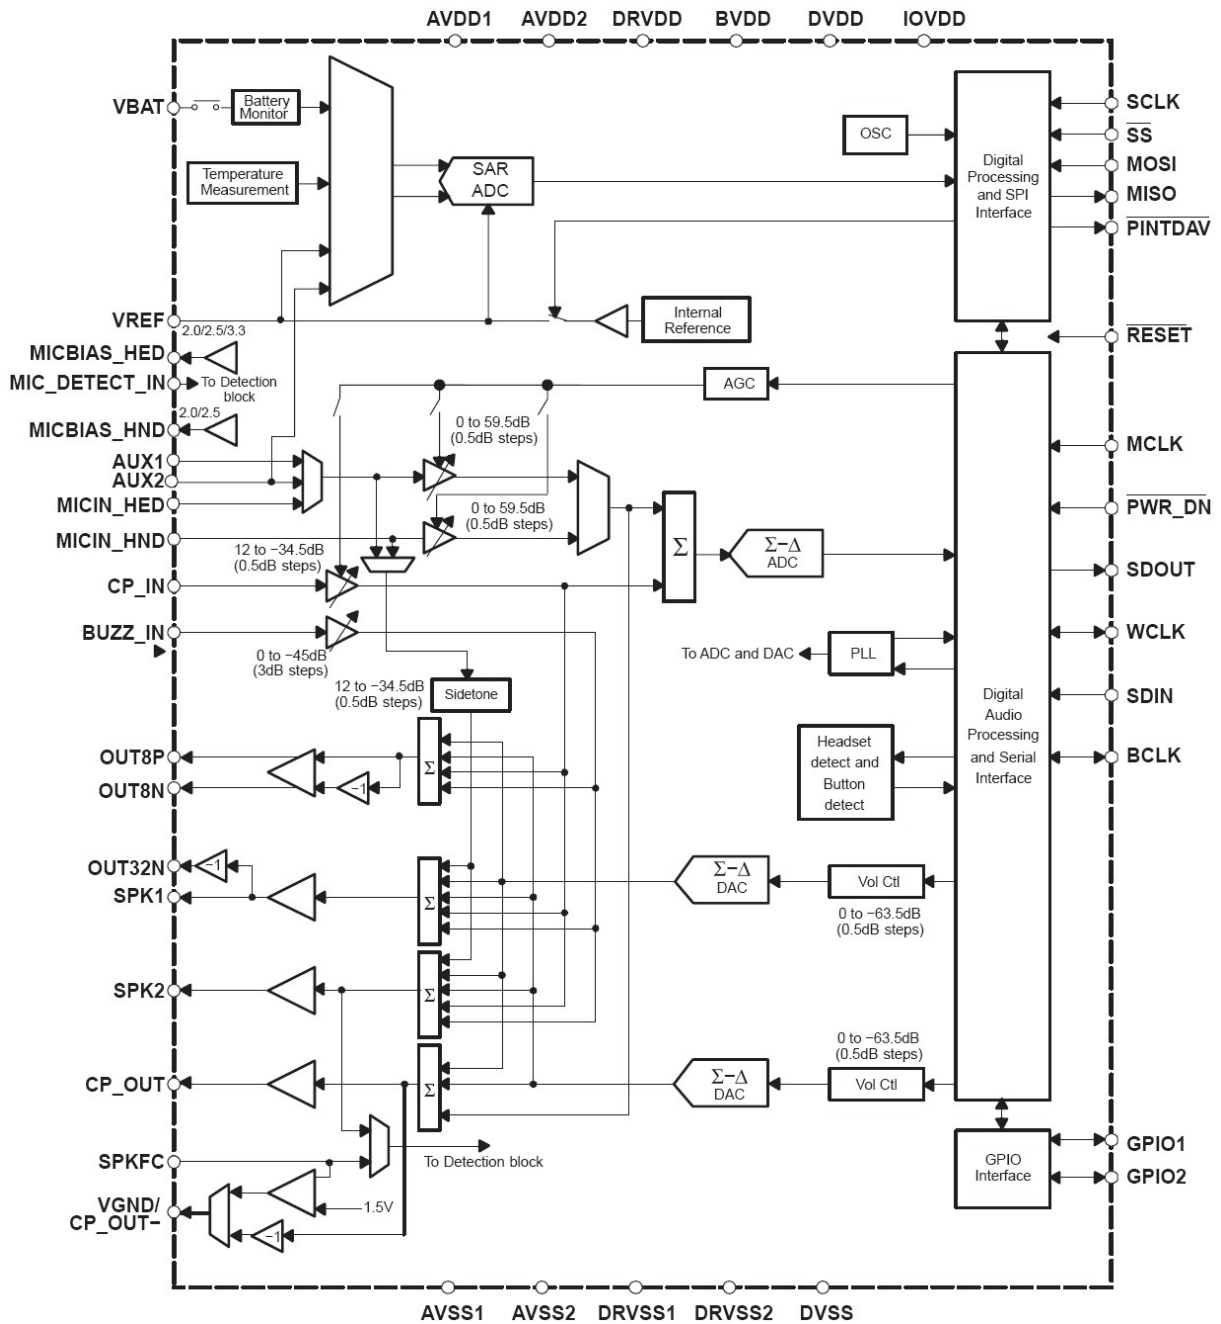 AVDD1 AVDD2 DRVDD BVDD DVDD IOVDD
VBAT
Battery
Monitor
Temperature
Measurement
SAR
ADC
OSC
Digital
Processing
and SPI
Interface
SCLK
SS
MOSI
MISO
PINTDAV
VREF
Internal
Reference
RESET
2.0/2.5/3.3
MICBIAS_HED
MIC_DETECT_IN
To Detection
block
AGC
2.0/2.5
MICBIAS_HND
0 to 59.5dB
(0.5dB steps)
AUX1
AUX2
MICIN_HED
MICIN_HND
0 to 59.5dB
(0.5dB steps)
12 to −34.5dB
(0.5dB steps)
CP_IN
Σ
Σ−Δ
ADC
MCLK
PWR_DN
SDOUT
BUZZ_IN
0 to −45dB
(3dB steps)
To ADC and DAC
PLL
WCLK
12 to −34.5dB
(0.5dB steps)
Sidetone
Digital
Audio
Processing
and Serial
Interface
SDIN
BCLK
OUT8P
OUT8N
−1
Σ
Headset
detect and
Button
detect
OUT32N
−1
SPK1
Σ
Σ−Δ
DAC
Vol Ctl
0 to −63.5dB
(0.5dB steps)
SPK2
Σ
0 to −63.5dB
(0.5dB steps)
CP_OUT
Σ
Σ−Δ
DAC
Vol Ctl
To Detection block
SPKFC
1.5V
VGND/
CP_OUT−
−1
GPIO
Interface
GPIO1
GPIO2
AVSS1 AVSS2 DRVSS1 DRVSS2 DVSS